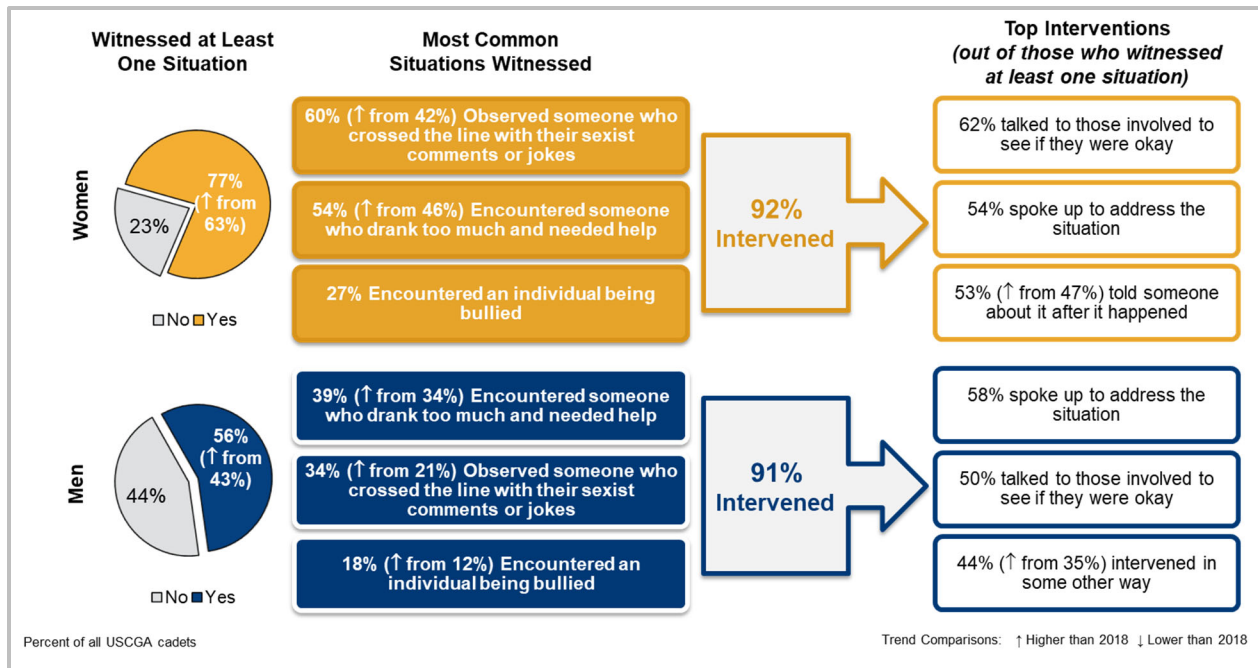 Witnessed at Least
One Situation
Most Common
Situations Witnessed
Top Interventions
(out of those who witnessed
at least one situation)
Women
77%
(↑ from
63%)
23%
No Yes
60% (↑ from 42%) Observed someone who
crossed the line with their sexist
comments or jokes
54% (↑ from 46%) Encountered someone
who drank too much and needed help
27% Encountered an individual being
bullied
92%
Intervened
62% talked to those involved to
see if they were okay
54% spoke up to address the
situation
53% (↑ from 47%) told someone
about it after it happened
Men
56%
(↑ from
43%)
44%
No Yes
39% (↑ from 34%) Encountered someone
who drank too much and needed help
34% (↑ from 21%) Observed someone who
crossed the line with their sexist
comments or jokes
18% (↑ from 12%) Encountered an
individual being bullied
91%
Intervened
58% spoke up to address the
situation
50% talked to those involved to
see if they were okay
44% (↑ from 35%) intervened in
some other way
Percent of all USCGA cadets
Trend Comparisons: ↑ Higher than 2018 ↓ Lower than 2018